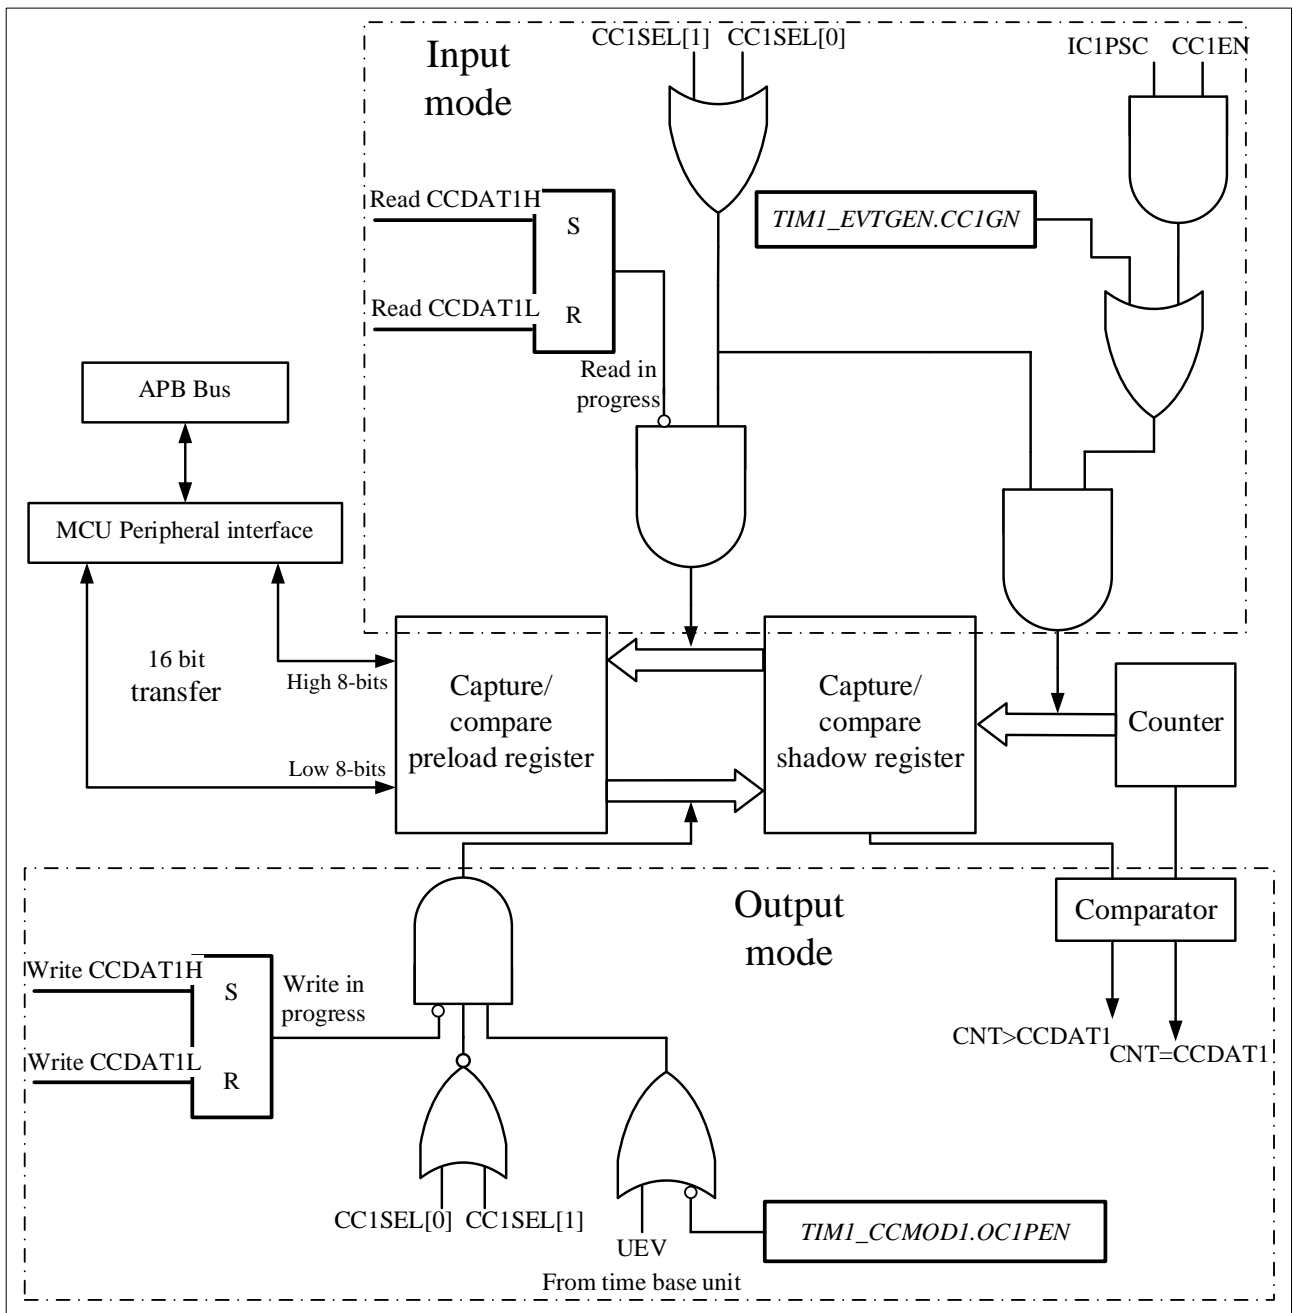 Input
mode
CC1SEL[1] CC1SEL[0]
IC1PSC CC1EN
Read CCDAT1H
S
TIM1_EVTGEN.CC1GN
Read CCDAT1L
R
Read in
progress
APB Bus
MCU Peripheral interface
16 bit
transfer
High 8-bits
Low 8-bits
Capture/
compare
preload register
Capture/
compare
shadow register
Counter
Output
mode
Comparator
Write CCDAT1H
S
Write in
progress
Write CCDAT1L
R
CNT>CCDAT1
CNT=CCDAT1
CC1SEL[0] CC1SEL[1]
UEV
TIM1_CCMOD1.OC1PEN
From time base unit